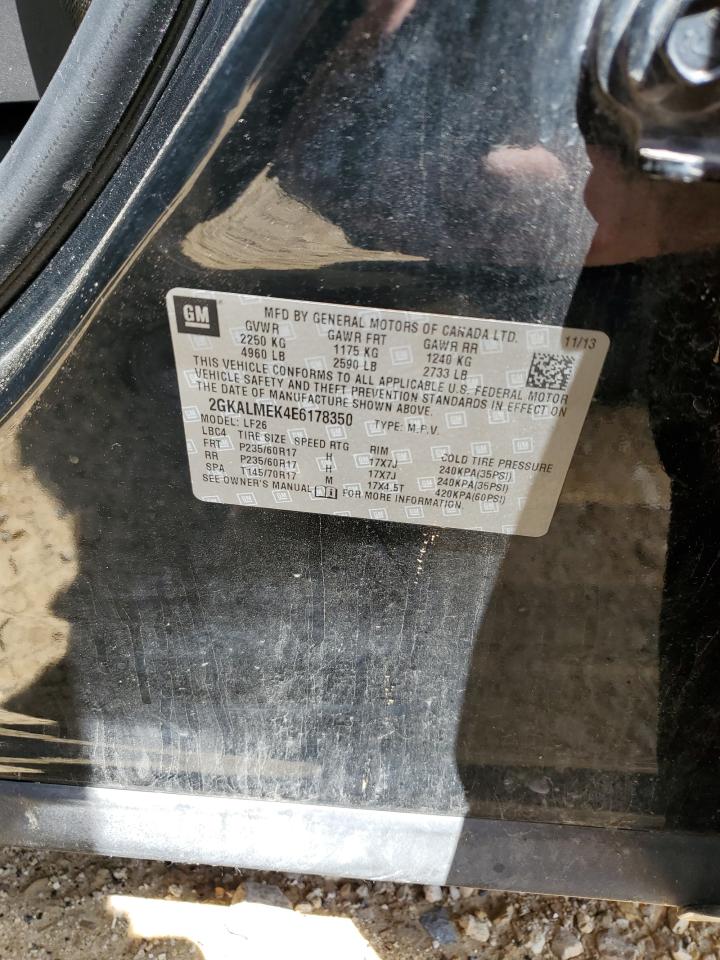 GM
MFD BY GENERAL MOTORS OF CANADA LTD. 11/13
GVWR GAWR FRT GAWR RR
2250 KG 1175 KG 1240 KG
4960 LB 2590 LB 2733 LB
THIS VEHICLE CONFORMS TO ALL APPLICABLE U.S. FEDERAL MOTOR
VEHICLE SAFETY AND THEFT PREVENTION STANDARDS IN EFFECT ON
THE DATE OF MANUFACTURE SHOWN ABOVE.
2GKALMEK4E6178350 TYPE: M.P.V.
MODEL: LF26
LBC4 TIRE SIZE SPEED RTG RIM COLD TIRE PRESSURE
FRT P235/60R17 H 17X7J 240KPA(35PSI)
RR P235/60R17 H 17X7J 240KPA(35PSI)
SPA T145/70R17 M 17X4.5T 420KPA(60PSI)
SEE OWNER'S MANUAL FOR MORE INFORMATION.